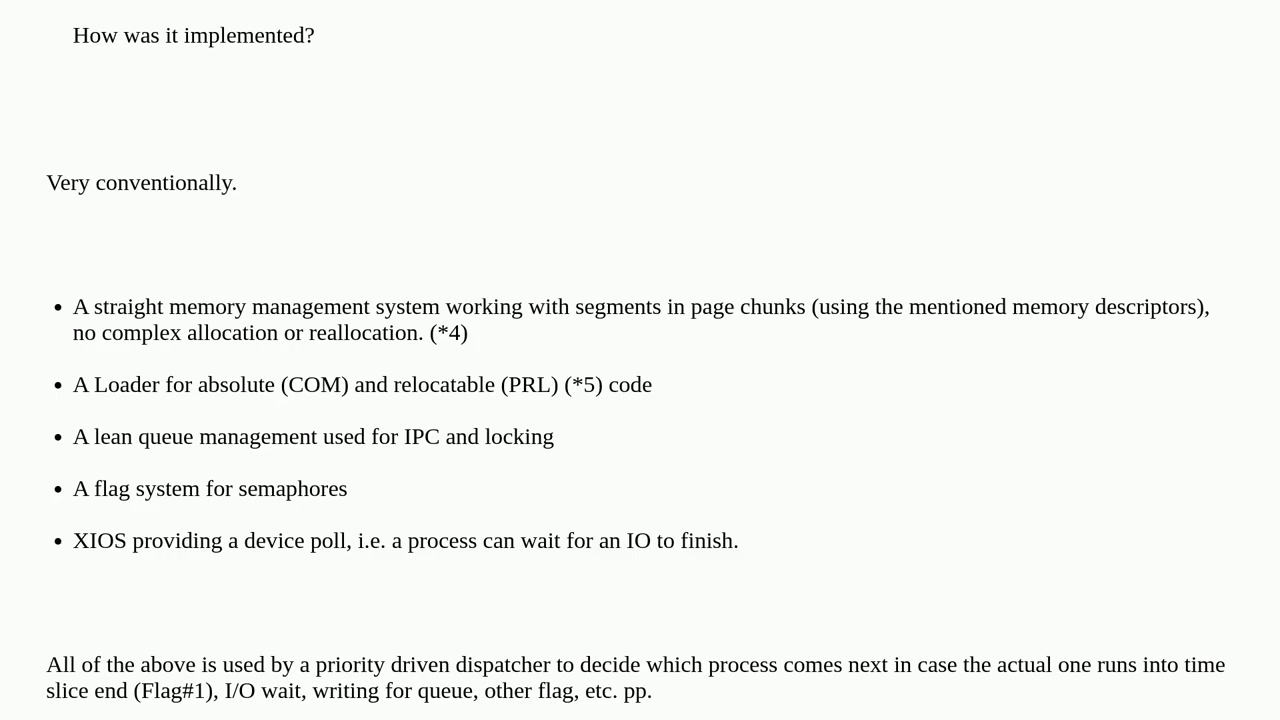 How was it implemented?
Very conventionally.
• A straight memory management system working with segments in page chunks (using the mentioned memory descriptors),
no complex allocation or reallocation. (*4)
• A Loader for absolute (COM) and relocatable (PRL) (*5) code
• A lean queue management used for IPC and locking
• A flag system for semaphores
• XIOS providing a device poll, i.e. a process can wait for an IO to finish.
All of the above is used by a priority driven dispatcher to decide which process comes next in case the actual one runs into time
slice end (Flag#1), I/O wait, writing for queue, other flag, etc. pp.